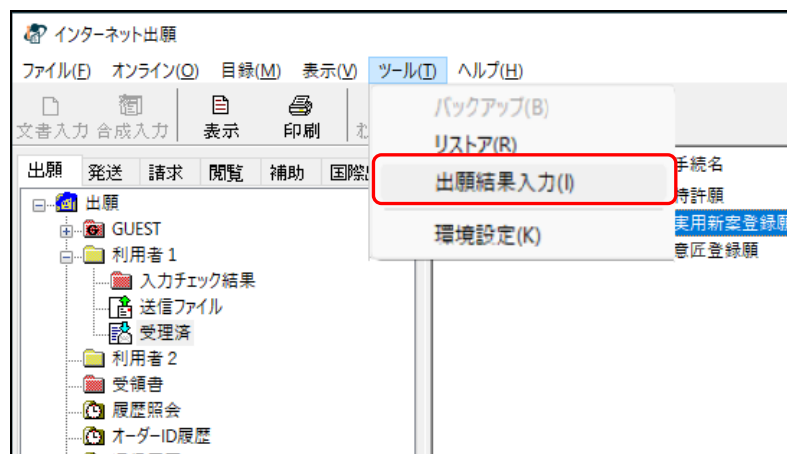 インターネット出願
ファイル(F) オンライン(O) 目録(M) 表示(V) ツール(T) ヘルプ(H)
文書入力 合成入力 表示 印刷
バックアップ(B)
リストア(R)
出願結果入力(I)
環境設定(K)
出願 発送 請求 閲覧 補助 国際
手続名
特許願
実用新案登録願
意匠登録願
出願
GUEST
利用者1
入力チェック結果
送信ファイル
受理済
利用者2
受領書
履歴照会
オーダーID履歴